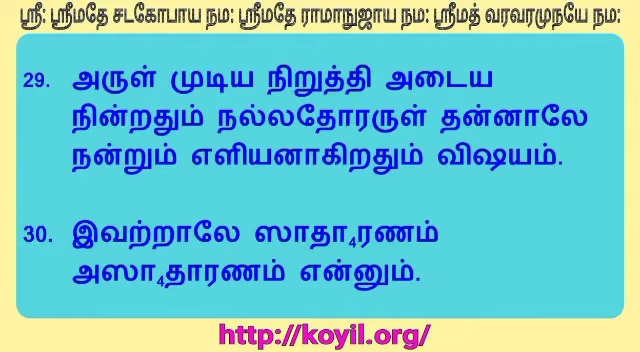 ஸ்ரீ: ஸ்ரீமதே சடகோபாய நம: ஸ்ரீமதே ராமாநுஜாய நம: ஸ்ரீமத் வரவரமுநயே நம:
29. அருள் முடிய நிறுத்தி அடைய
நின்றதும் நல்லதோரருள் தன்னாலே
நன்றும் எளியனாகிறதும் விஷயம்.
30. இவற்றாலே ஸாதா₄ரணம்
அஸா₄தாரணம் என்னும்.
http://koyil.org/